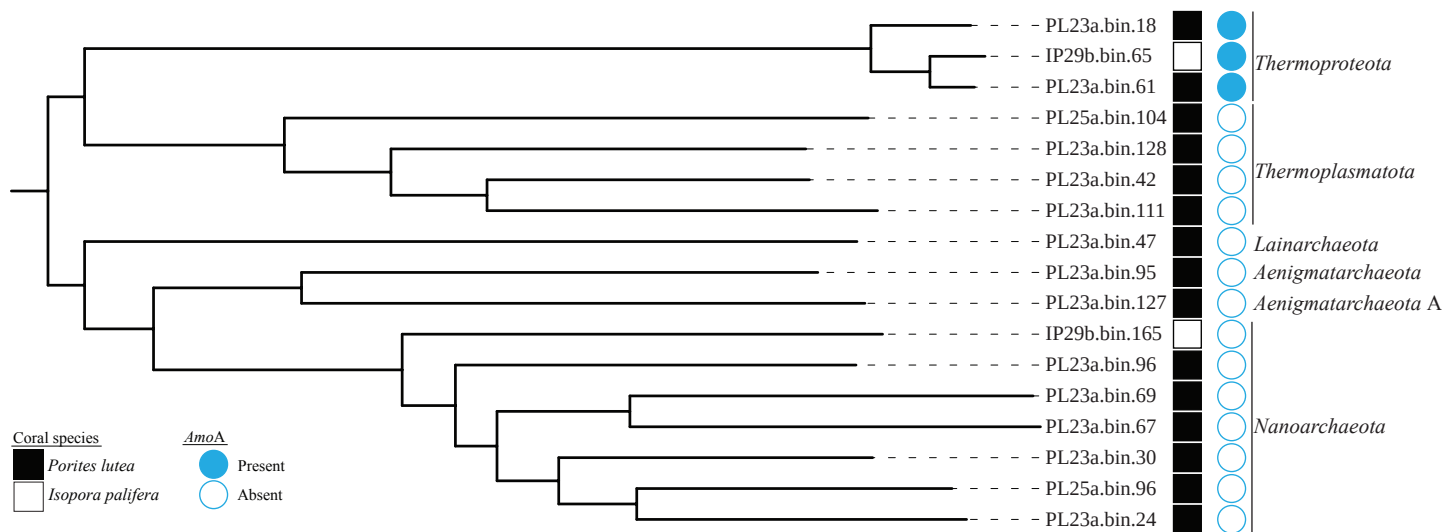 PL23a.bin.18
IP29b.bin.65
PL23a.bin.61
Thermoproteota
PL25a.bin.104
PL23a.bin.128
PL23a.bin.42
PL23a.bin.111
Thermoplasmatota
PL23a.bin.47
Lainarchaeota
PL23a.bin.95
Aenigmatarchaeota
PL23a.bin.127
Aenigmatarchaeota A
IP29b.bin.165
PL23a.bin.96
PL23a.bin.69
PL23a.bin.67
PL23a.bin.30
PL25a.bin.96
PL23a.bin.24
Nanoarchaeota
Coral species
Porites lutea
Isopora palifera
AmoA
Present
Absent